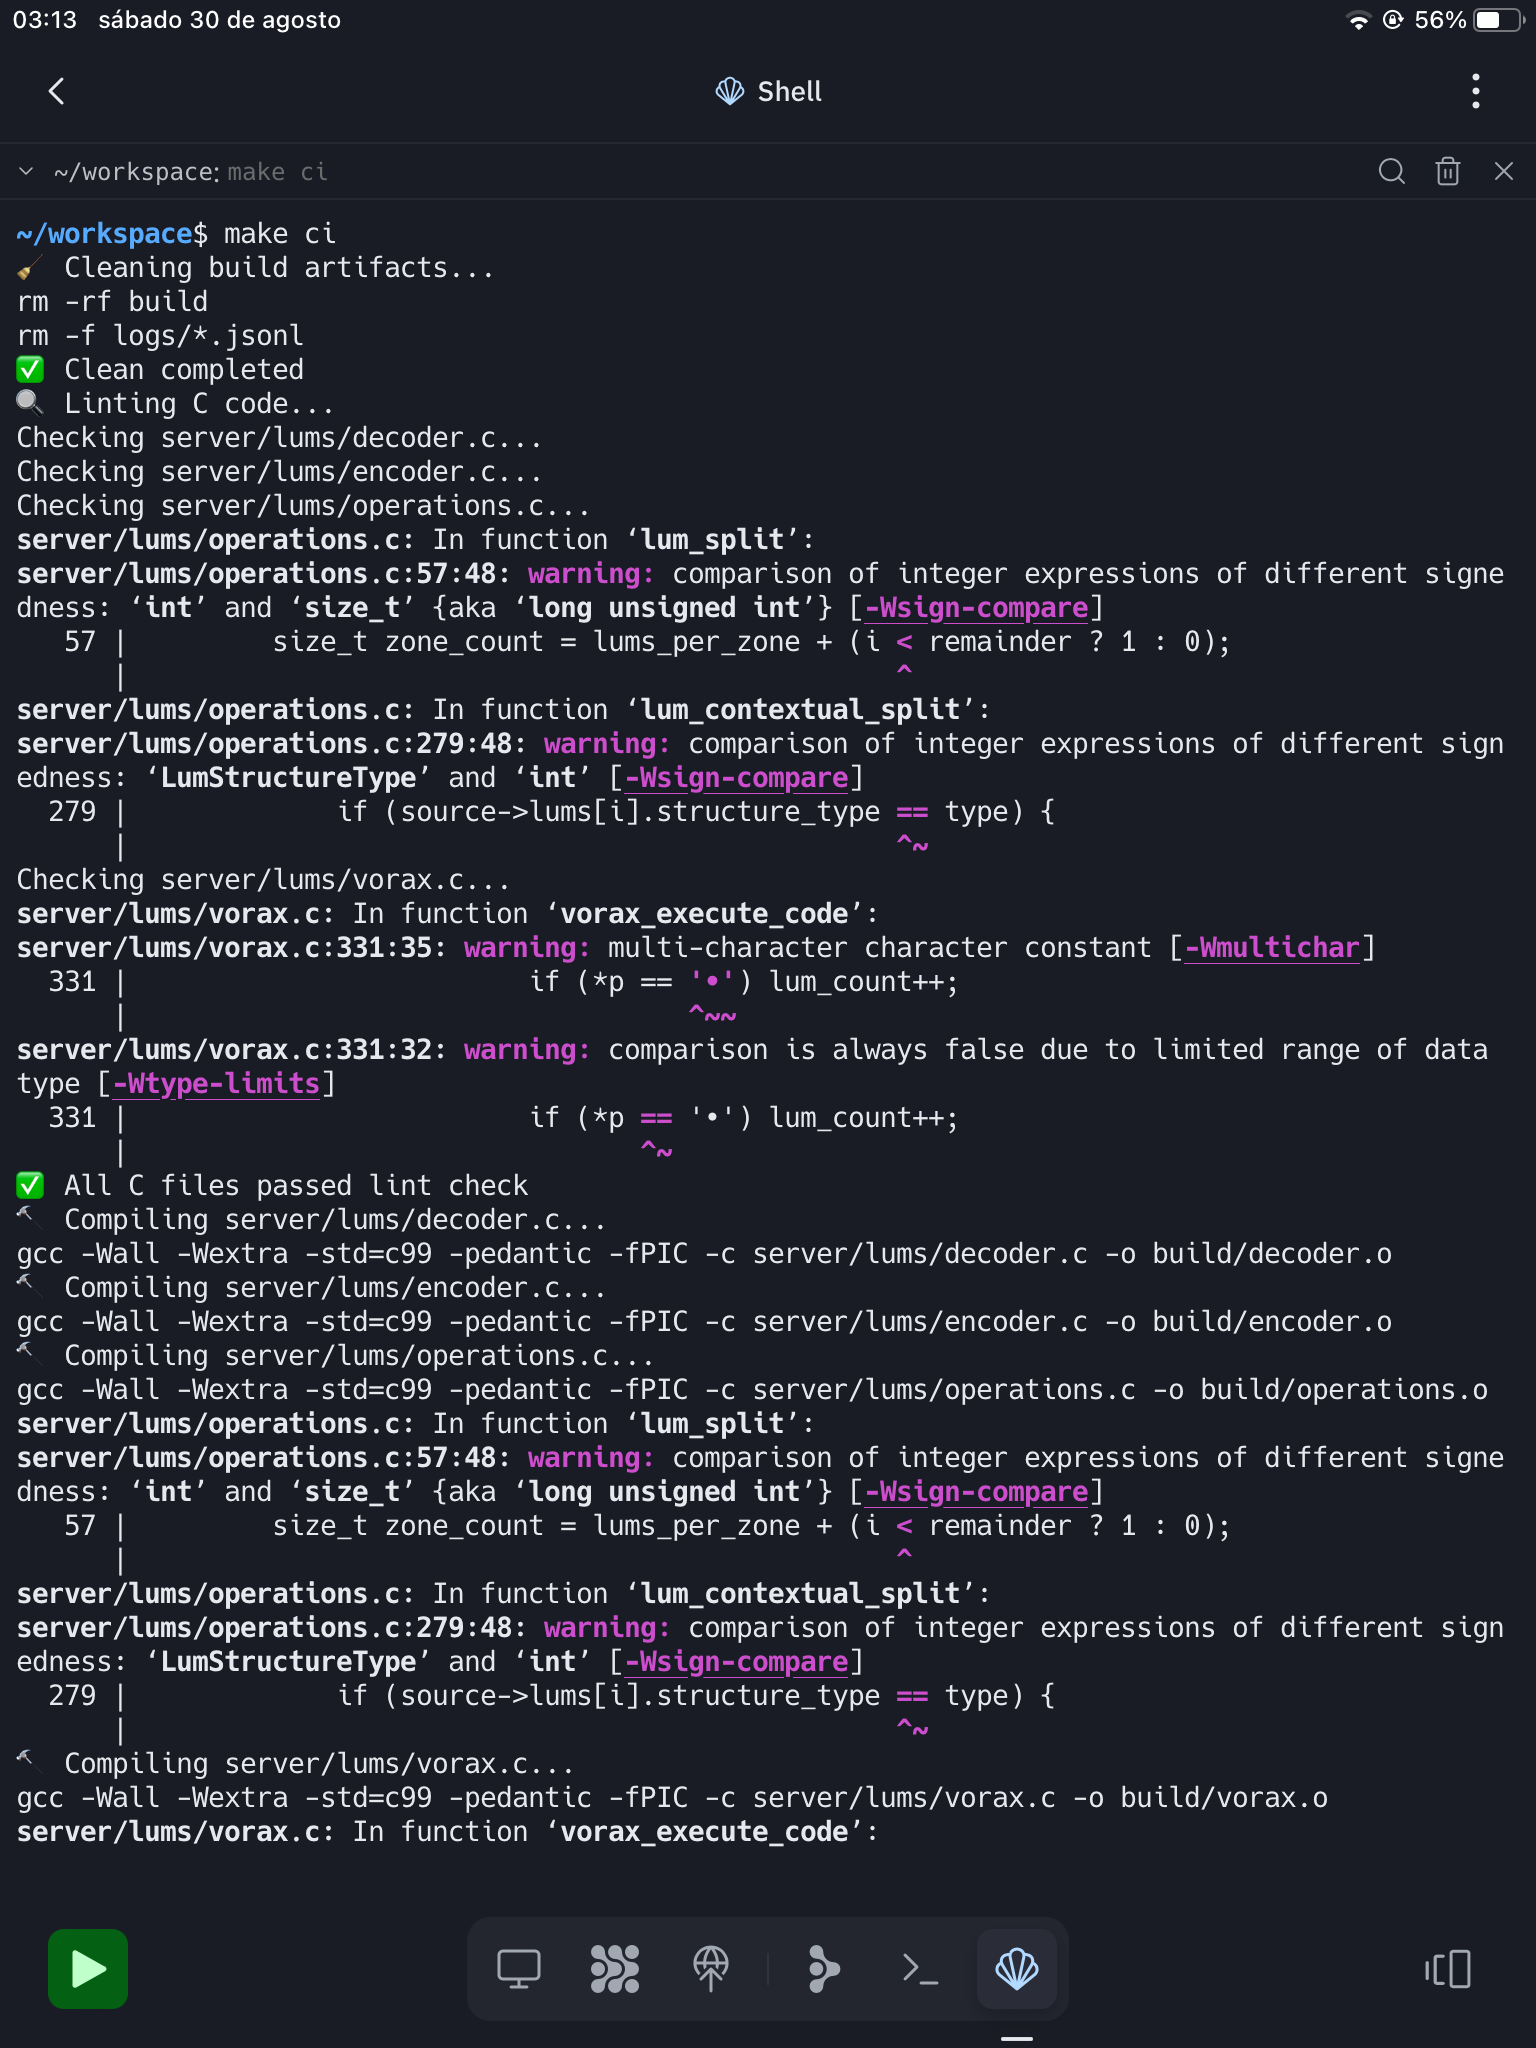 03:13 sábado 30 de agosto 56%
Shell
~/workspace: make ci
~/workspace$ make ci
🧹 Cleaning build artifacts...
rm -rf build
rm -f logs/*.jsonl
✅ Clean completed
🔍 Linting C code...
Checking server/lums/decoder.c...
Checking server/lums/encoder.c...
Checking server/lums/operations.c...
server/lums/operations.c: In function ‘lum_split’:
server/lums/operations.c:57:48: warning: comparison of integer expressions of different signe
dness: ‘int’ and ‘size_t’ {aka ‘long unsigned int’} [-Wsign-compare]
   57 |         size_t zone_count = lums_per_zone + (i < remainder ? 1 : 0);
      |                                                ^
server/lums/operations.c: In function ‘lum_contextual_split’:
server/lums/operations.c:279:48: warning: comparison of integer expressions of different sign
edness: ‘LumStructureType’ and ‘int’ [-Wsign-compare]
  279 |             if (source->lums[i].structure_type == type) {
      |                                                ^~
Checking server/lums/vorax.c...
server/lums/vorax.c: In function ‘vorax_execute_code’:
server/lums/vorax.c:331:35: warning: multi-character character constant [-Wmultichar]
  331 |                         if (*p == '•') lum_count++;
      |                                   ^~~
server/lums/vorax.c:331:32: warning: comparison is always false due to limited range of data
type [-Wtype-limits]
  331 |                         if (*p == '•') lum_count++;
      |                                ^~
✅ All C files passed lint check
🔨 Compiling server/lums/decoder.c...
gcc -Wall -Wextra -std=c99 -pedantic -fPIC -c server/lums/decoder.c -o build/decoder.o
🔨 Compiling server/lums/encoder.c...
gcc -Wall -Wextra -std=c99 -pedantic -fPIC -c server/lums/encoder.c -o build/encoder.o
🔨 Compiling server/lums/operations.c...
gcc -Wall -Wextra -std=c99 -pedantic -fPIC -c server/lums/operations.c -o build/operations.o
server/lums/operations.c: In function ‘lum_split’:
server/lums/operations.c:57:48: warning: comparison of integer expressions of different signe
dness: ‘int’ and ‘size_t’ {aka ‘long unsigned int’} [-Wsign-compare]
   57 |         size_t zone_count = lums_per_zone + (i < remainder ? 1 : 0);
      |                                                ^
server/lums/operations.c: In function ‘lum_contextual_split’:
server/lums/operations.c:279:48: warning: comparison of integer expressions of different sign
edness: ‘LumStructureType’ and ‘int’ [-Wsign-compare]
  279 |             if (source->lums[i].structure_type == type) {
      |                                                ^~
🔨 Compiling server/lums/vorax.c...
gcc -Wall -Wextra -std=c99 -pedantic -fPIC -c server/lums/vorax.c -o build/vorax.o
server/lums/vorax.c: In function ‘vorax_execute_code’: